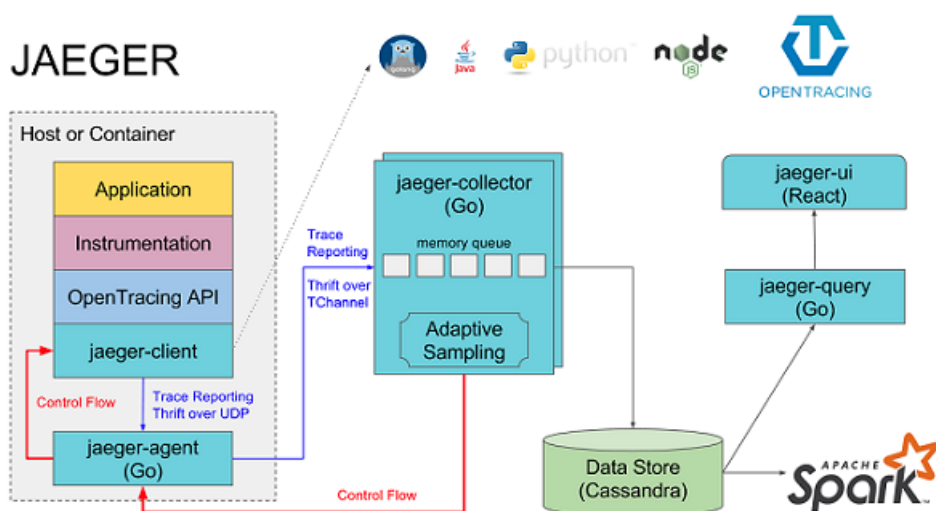 JAEGER
golang
Java
python
node
JS
OPENTRACING
Host or Container
Application
Instrumentation
OpenTracing API
jaeger-client
Control Flow
Trace Reporting
Thrift over UDP
jaeger-agent
(Go)
Trace
Reporting
Thrift over
TChannel
jaeger-collector
(Go)
memory queue
Adaptive
Sampling
Control Flow
jaeger-ui
(React)
jaeger-query
(Go)
Data Store
(Cassandra)
APACHE
Spark